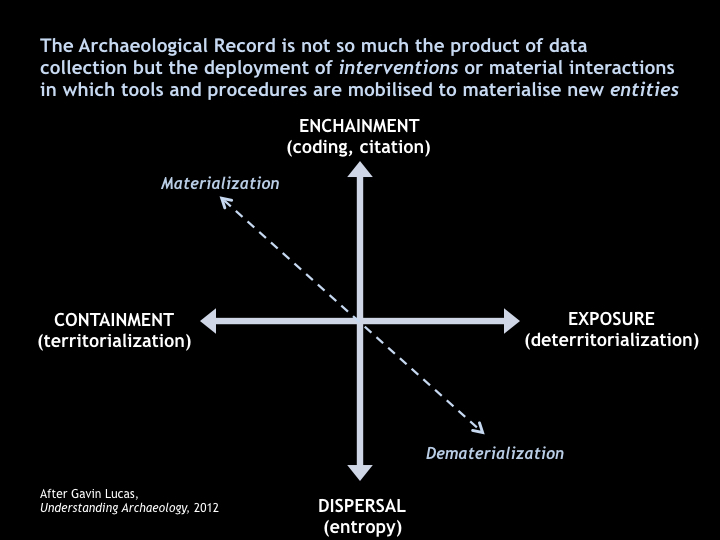 The Archaeological Record is not so much the product of data
collection but the deployment of interventions or material interactions
in which tools and procedures are mobilised to materialise new entities
ENCHAINMENT
(coding, citation)
Materialization
CONTAINMENT
(territorialization)
EXPOSURE
(deterritorialization)
Dematerialization
After Gavin Lucas,
Understanding Archaeology, 2012
DISPERSAL
(entropy)